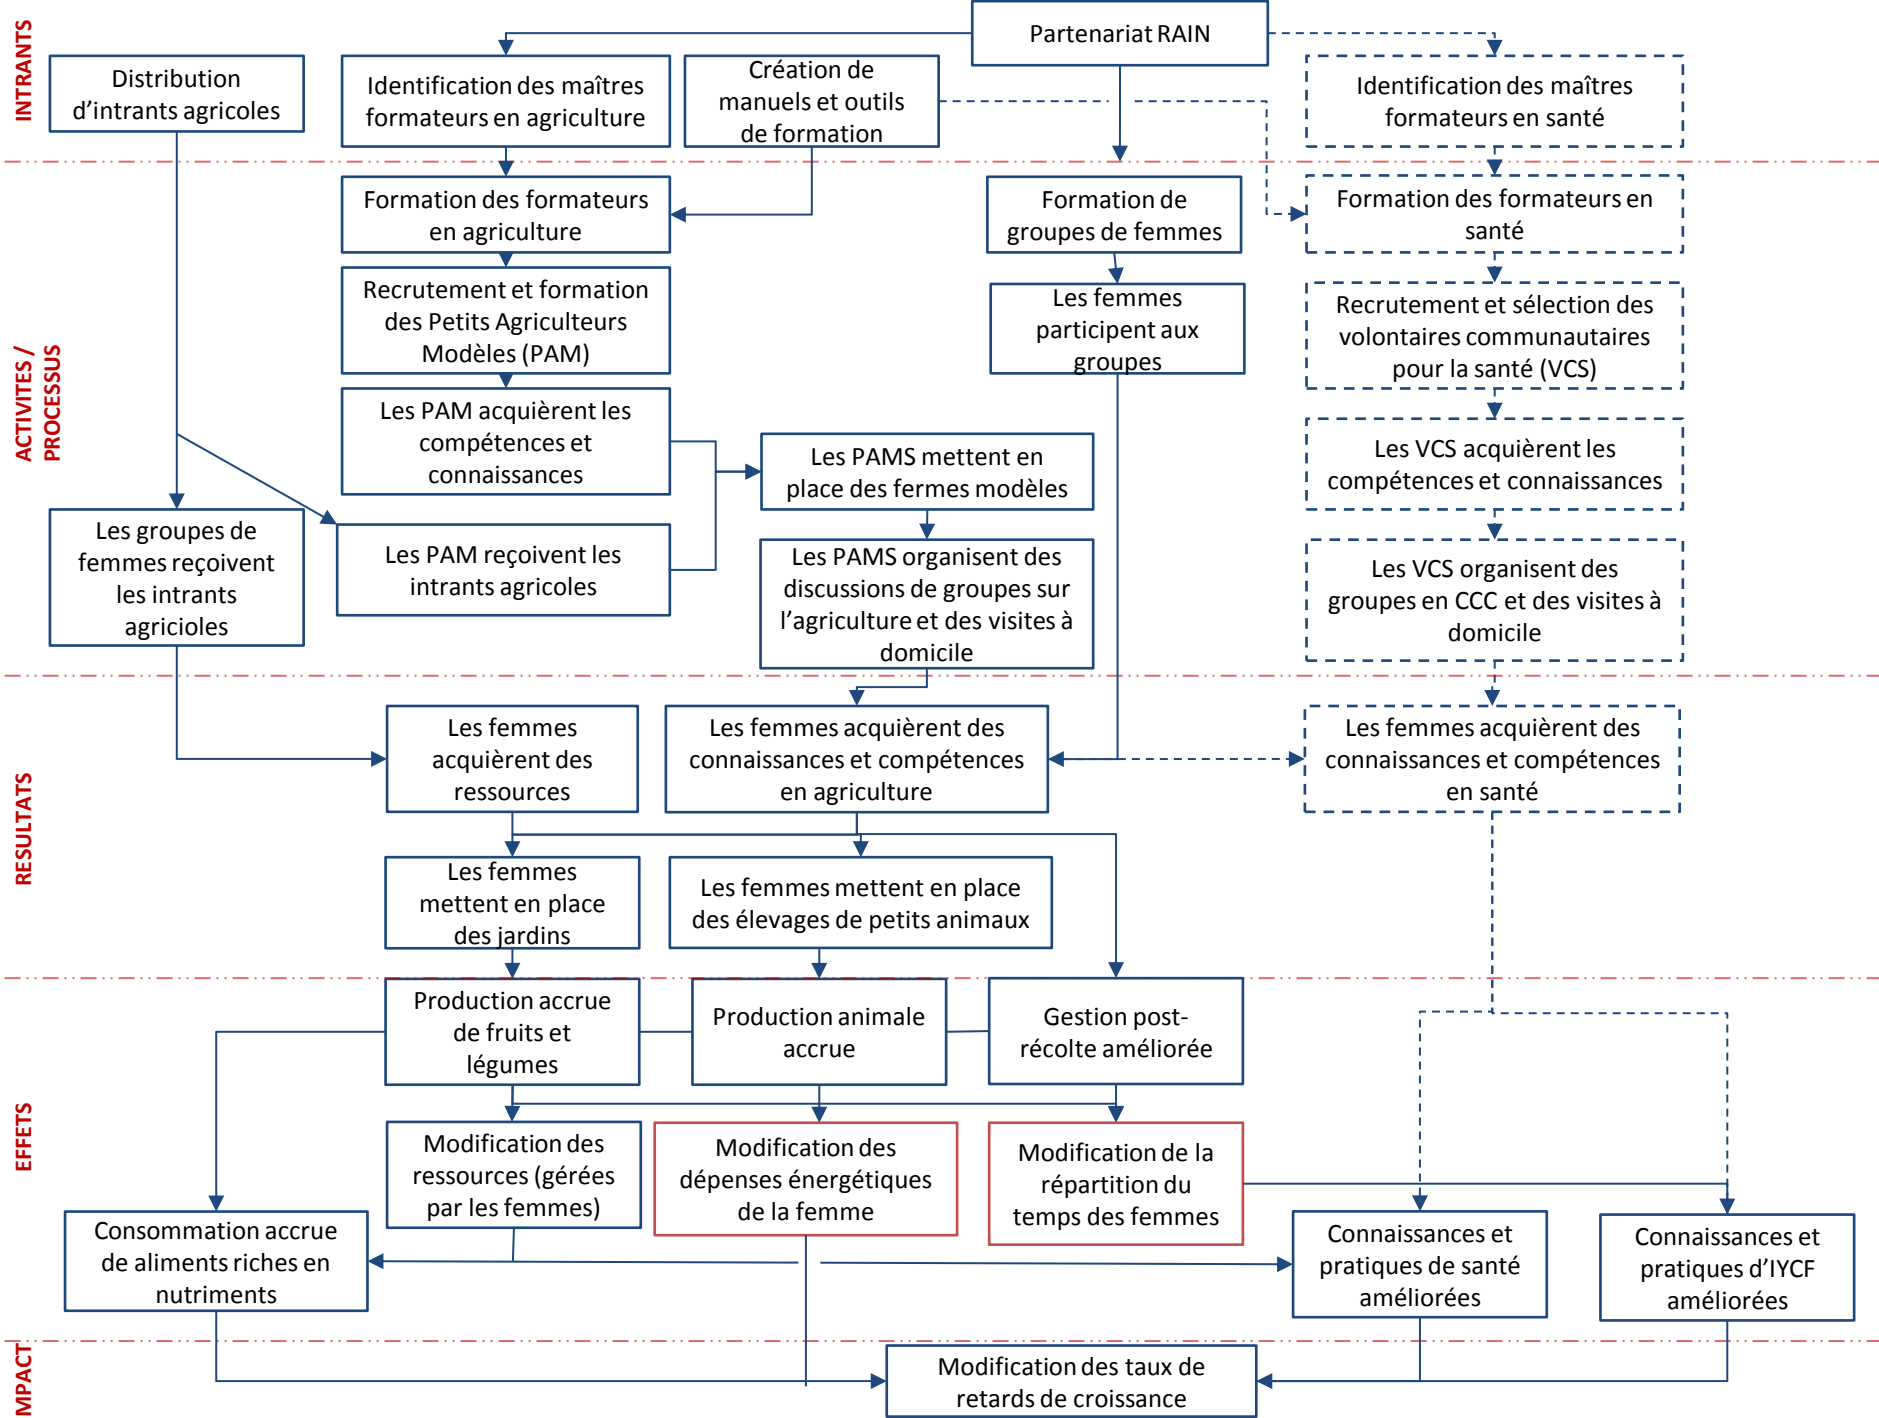 INTRANTS
Partenariat RAIN
Distribution
d'intrants agricoles
Identification des maîtres
formateurs en agriculture
Création de
manuels et outils
de formation
Identification des maîtres
formateurs en santé
ACTIVITES /
PROCESSUS
Formation des formateurs
en agriculture
Formation de
groupes de femmes
Formation des formateurs en
santé
Recrutement et formation
des Petits Agriculteurs
Modèles (PAM)
Les femmes
participent aux
groupes
Recrutement et sélection des
volontaires communautaires
pour la santé (VCS)
Les PAM acquièrent les
compétences et
connaissances
Les PAMS mettent en
place des fermes modèles
Les VCS acquièrent les
compétences et connaissances
Les groupes de
femmes reçoivent
les intrants
agricioles
Les PAM reçoivent les
intrants agricoles
Les PAMS organisent des
discussions de groupes sur
l'agriculture et des visites à
domicile
Les VCS organisent des
groupes en CCC et des visites à
domicile
RESULTATS
Les femmes
acquièrent des
ressources
Les femmes acquièrent des
connaissances et compétences
en agriculture
Les femmes acquièrent des
connaissances et compétences
en santé
Les femmes
mettent en place
des jardins
Les femmes mettent en place
des élevages de petits animaux
EFFETS
Production accrue
de fruits et
légumes
Production animale
accrue
Gestion post-
récolte améliorée
Modification des
ressources (gérées
par les femmes)
Modification des
dépenses énergétiques
de la femme
Modification de la
répartition du
temps des femmes
Consommation accrue
de aliments riches en
nutriments
Connaissances et
pratiques de santé
améliorées
Connaissances et
pratiques d'IYCF
améliorées
MPACT
Modification des taux de
retards de croissance